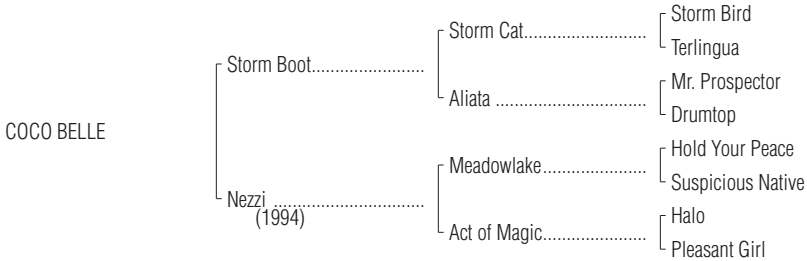 Storm Bird
Storm Cat........................
Terlingua
Storm Boot......................
Mr. Prospector
Aliata ..............................
Drumtop
COCO BELLE
Hold Your Peace
Meadowlake....................
Suspicious Native
Nezzi ..............................
(1994)
Halo
Act of Magic....................
Pleasant Girl